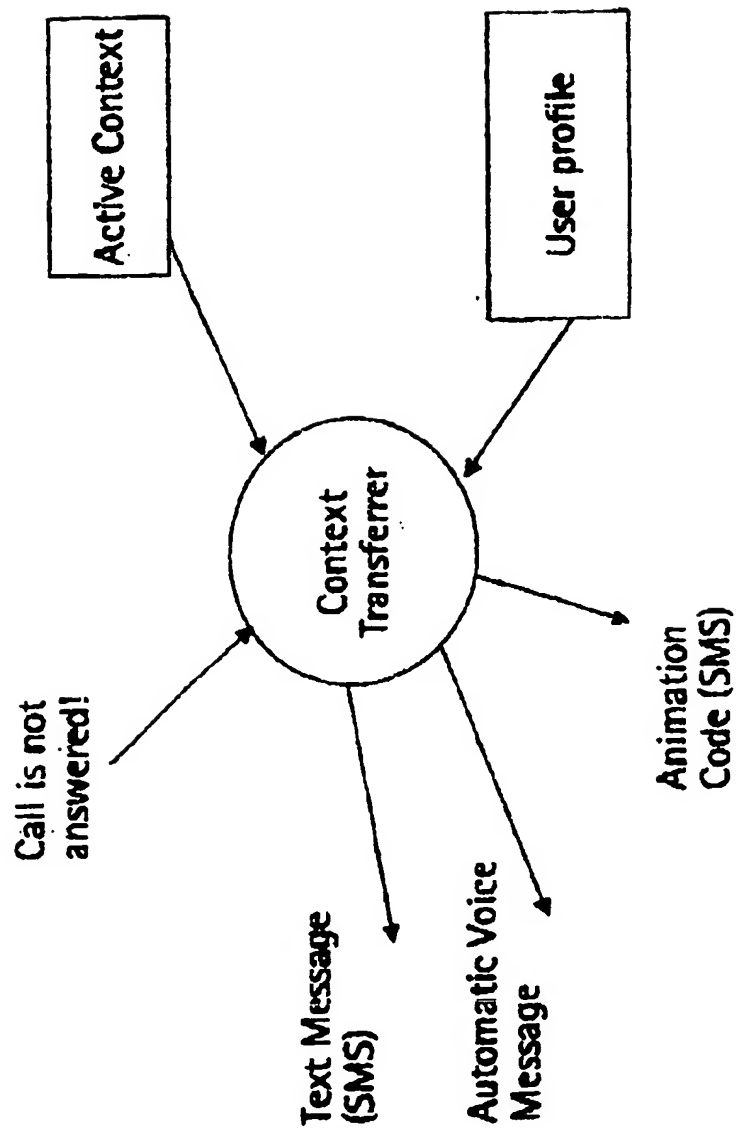 Call is not
answered!
Active Context
Context
Transferrer
Text Message
(SMS)
Automatic Voice
Message
Animation
Code (SMS)
User profile